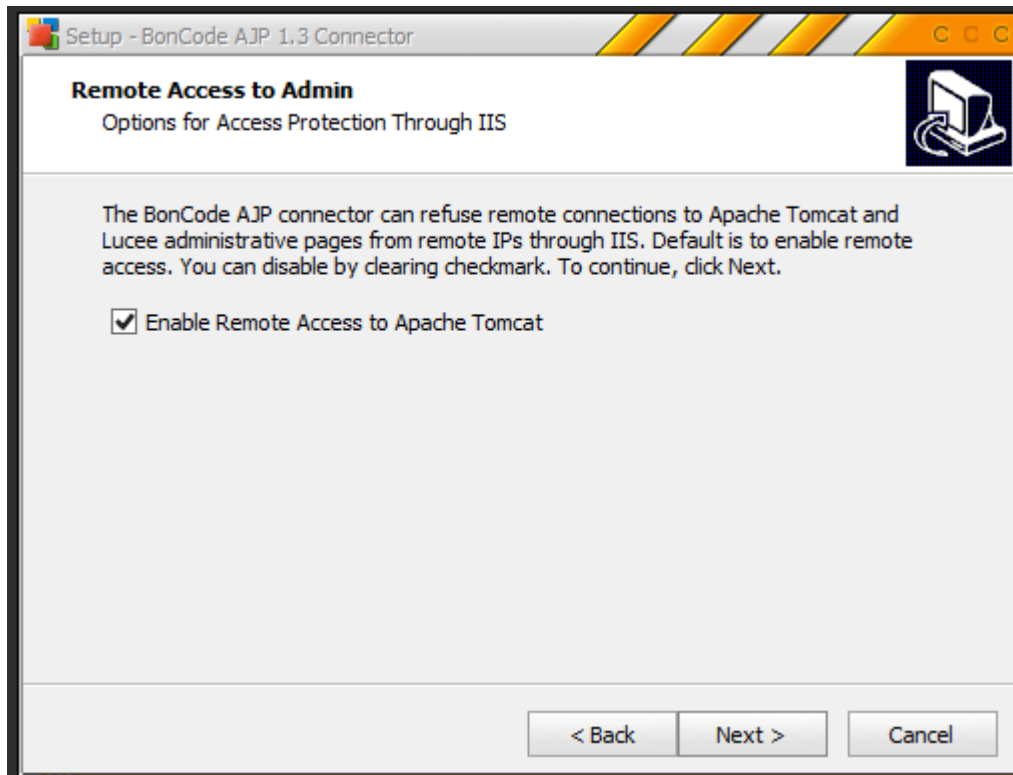 Setup - BonCode AJP 1.3 Connector
C C C
Remote Access to Admin
Options for Access Protection Through IIS
The BonCode AJP connector can refuse remote connections to Apache Tomcat and
Lucee administrative pages from remote IPs through IIS. Default is to enable remote
access. You can disable by clearing checkmark. To continue, click Next.
Enable Remote Access to Apache Tomcat
< Back Next > Cancel